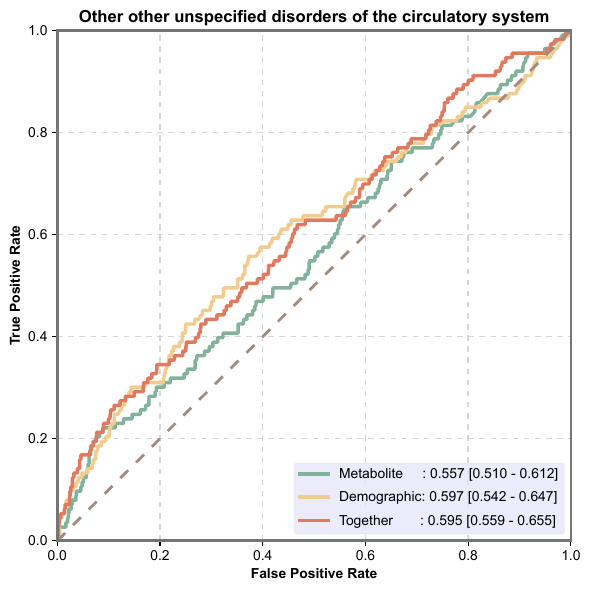 Other other unspecified disorders of the circulatory system
1.0
0.8
0.6
0.4
0.2
0.0
True Positive Rate
Metabolite : 0.557 [0.510 - 0.612]
Demographic: 0.597 [0.542 - 0.647]
Together : 0.595 [0.559 - 0.655]
0.0 0.2 0.4 0.6 0.8 1.0
False Positive Rate